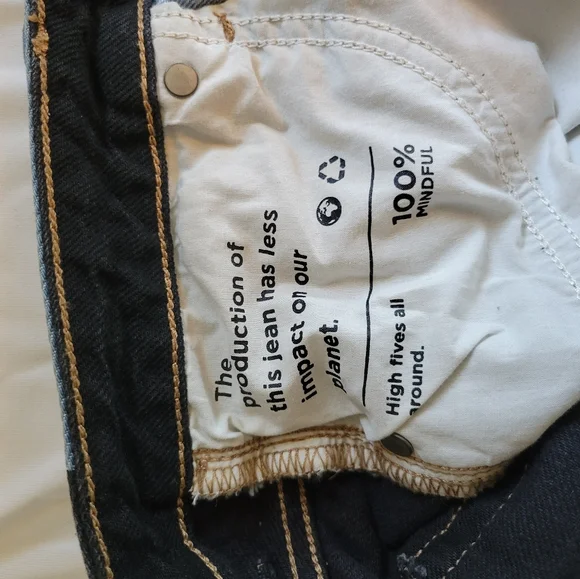 The
production of
this jean has less
impact on our
planet.
High fives all
around.
100%
MINDFUL